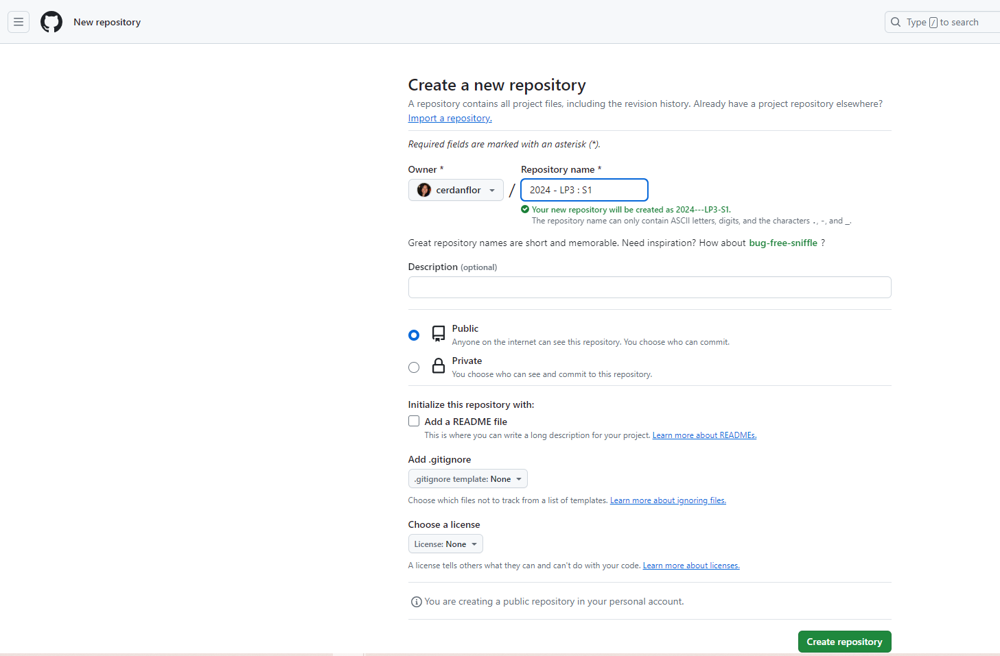 New repository
Type / to search
Create a new repository
A repository contains all project files, including the revision history. Already have a project repository elsewhere?
Import a repository.
Required fields are marked with an asterisk (*).
Owner *
Repository name *
cerdanflor
/
2024 - LP3 : S1
Your new repository will be created as 2024---LP3-S1.
The repository name can only contain ASCII letters, digits, and the characters ., -, and _.
Great repository names are short and memorable. Need inspiration? How about bug-free-sniffle ?
Description (optional)
Public
Anyone on the internet can see this repository. You choose who can commit.
Private
You choose who can see and commit to this repository.
Initialize this repository with:
Add a README file
This is where you can write a long description for your project. Learn more about READMEs.
Add .gitignore
.gitignore template: None
Choose which files not to track from a list of templates. Learn more about ignoring files.
Choose a license
License: None
A license tells others what they can and can't do with your code. Learn more about licenses.
You are creating a public repository in your personal account.
Create repository